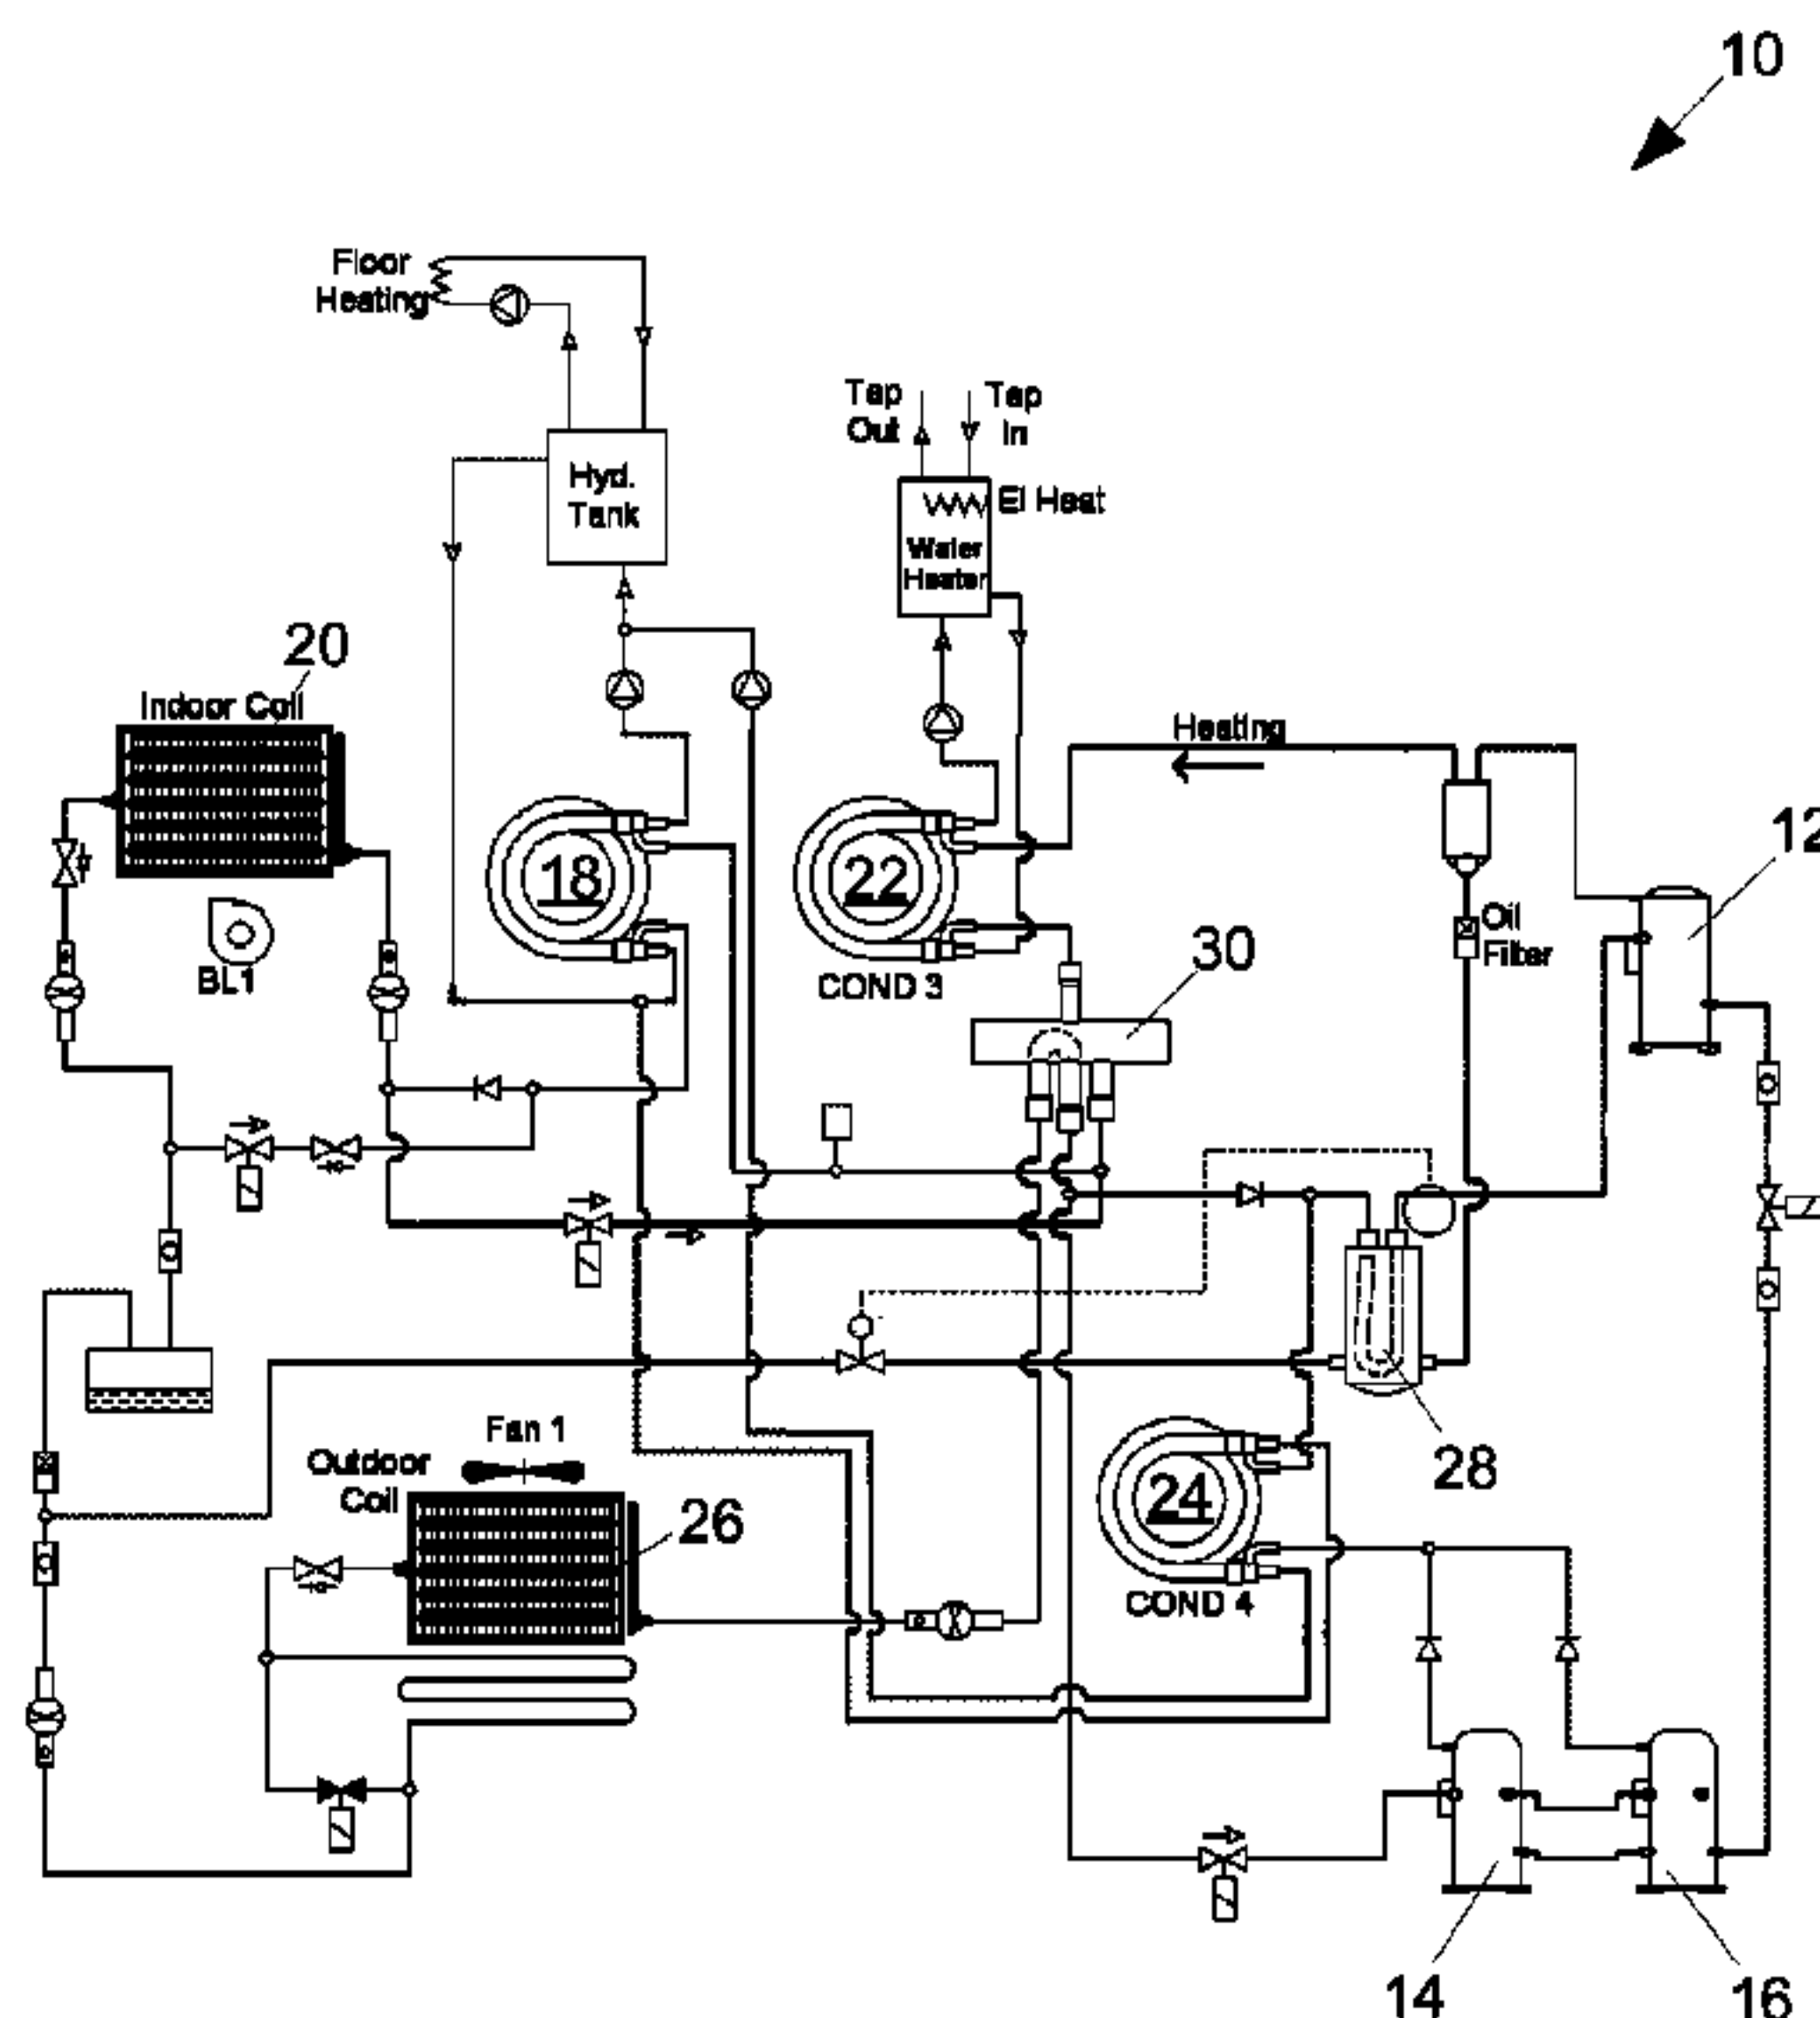 10
Floor
Heating
Tap
Out
Tap
In
Hyd.
Tank
El Heat
Water
Heater
20
Indoor Coil
Heating
12
18
22
Oil
Filter
BL1
COND 3
30
Fan 1
Outdoor
Coil
26
24
28
COND 4
14
16